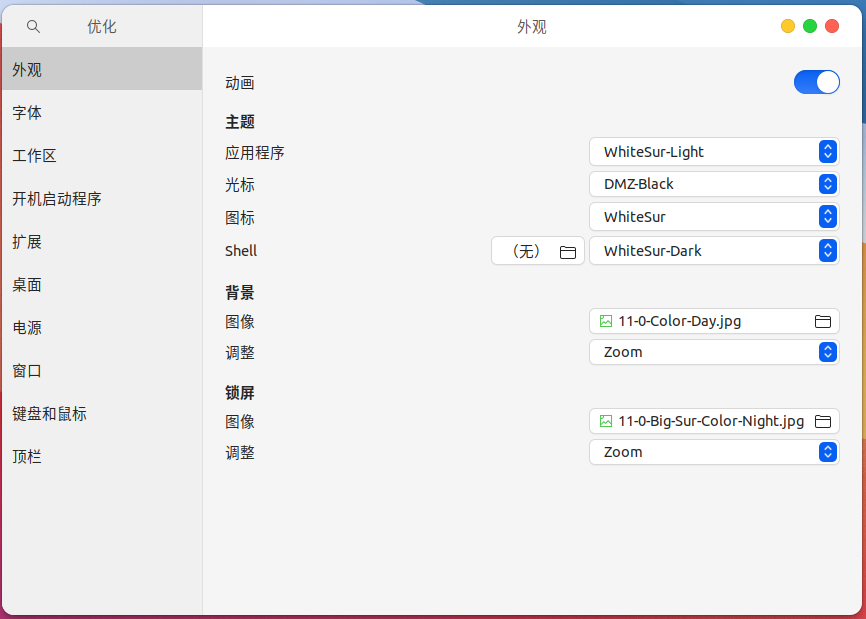 优化
外观
外观
字体
工作区
开机启动程序
扩展
桌面
电源
窗口
键盘和鼠标
顶栏
动画
主题
应用程序 WhiteSur-Light
光标 DMZ-Black
图标 WhiteSur
Shell （无） WhiteSur-Dark
背景
图像 11-0-Color-Day.jpg
调整 Zoom
锁屏
图像 11-0-Big-Sur-Color-Night.jpg
调整 Zoom